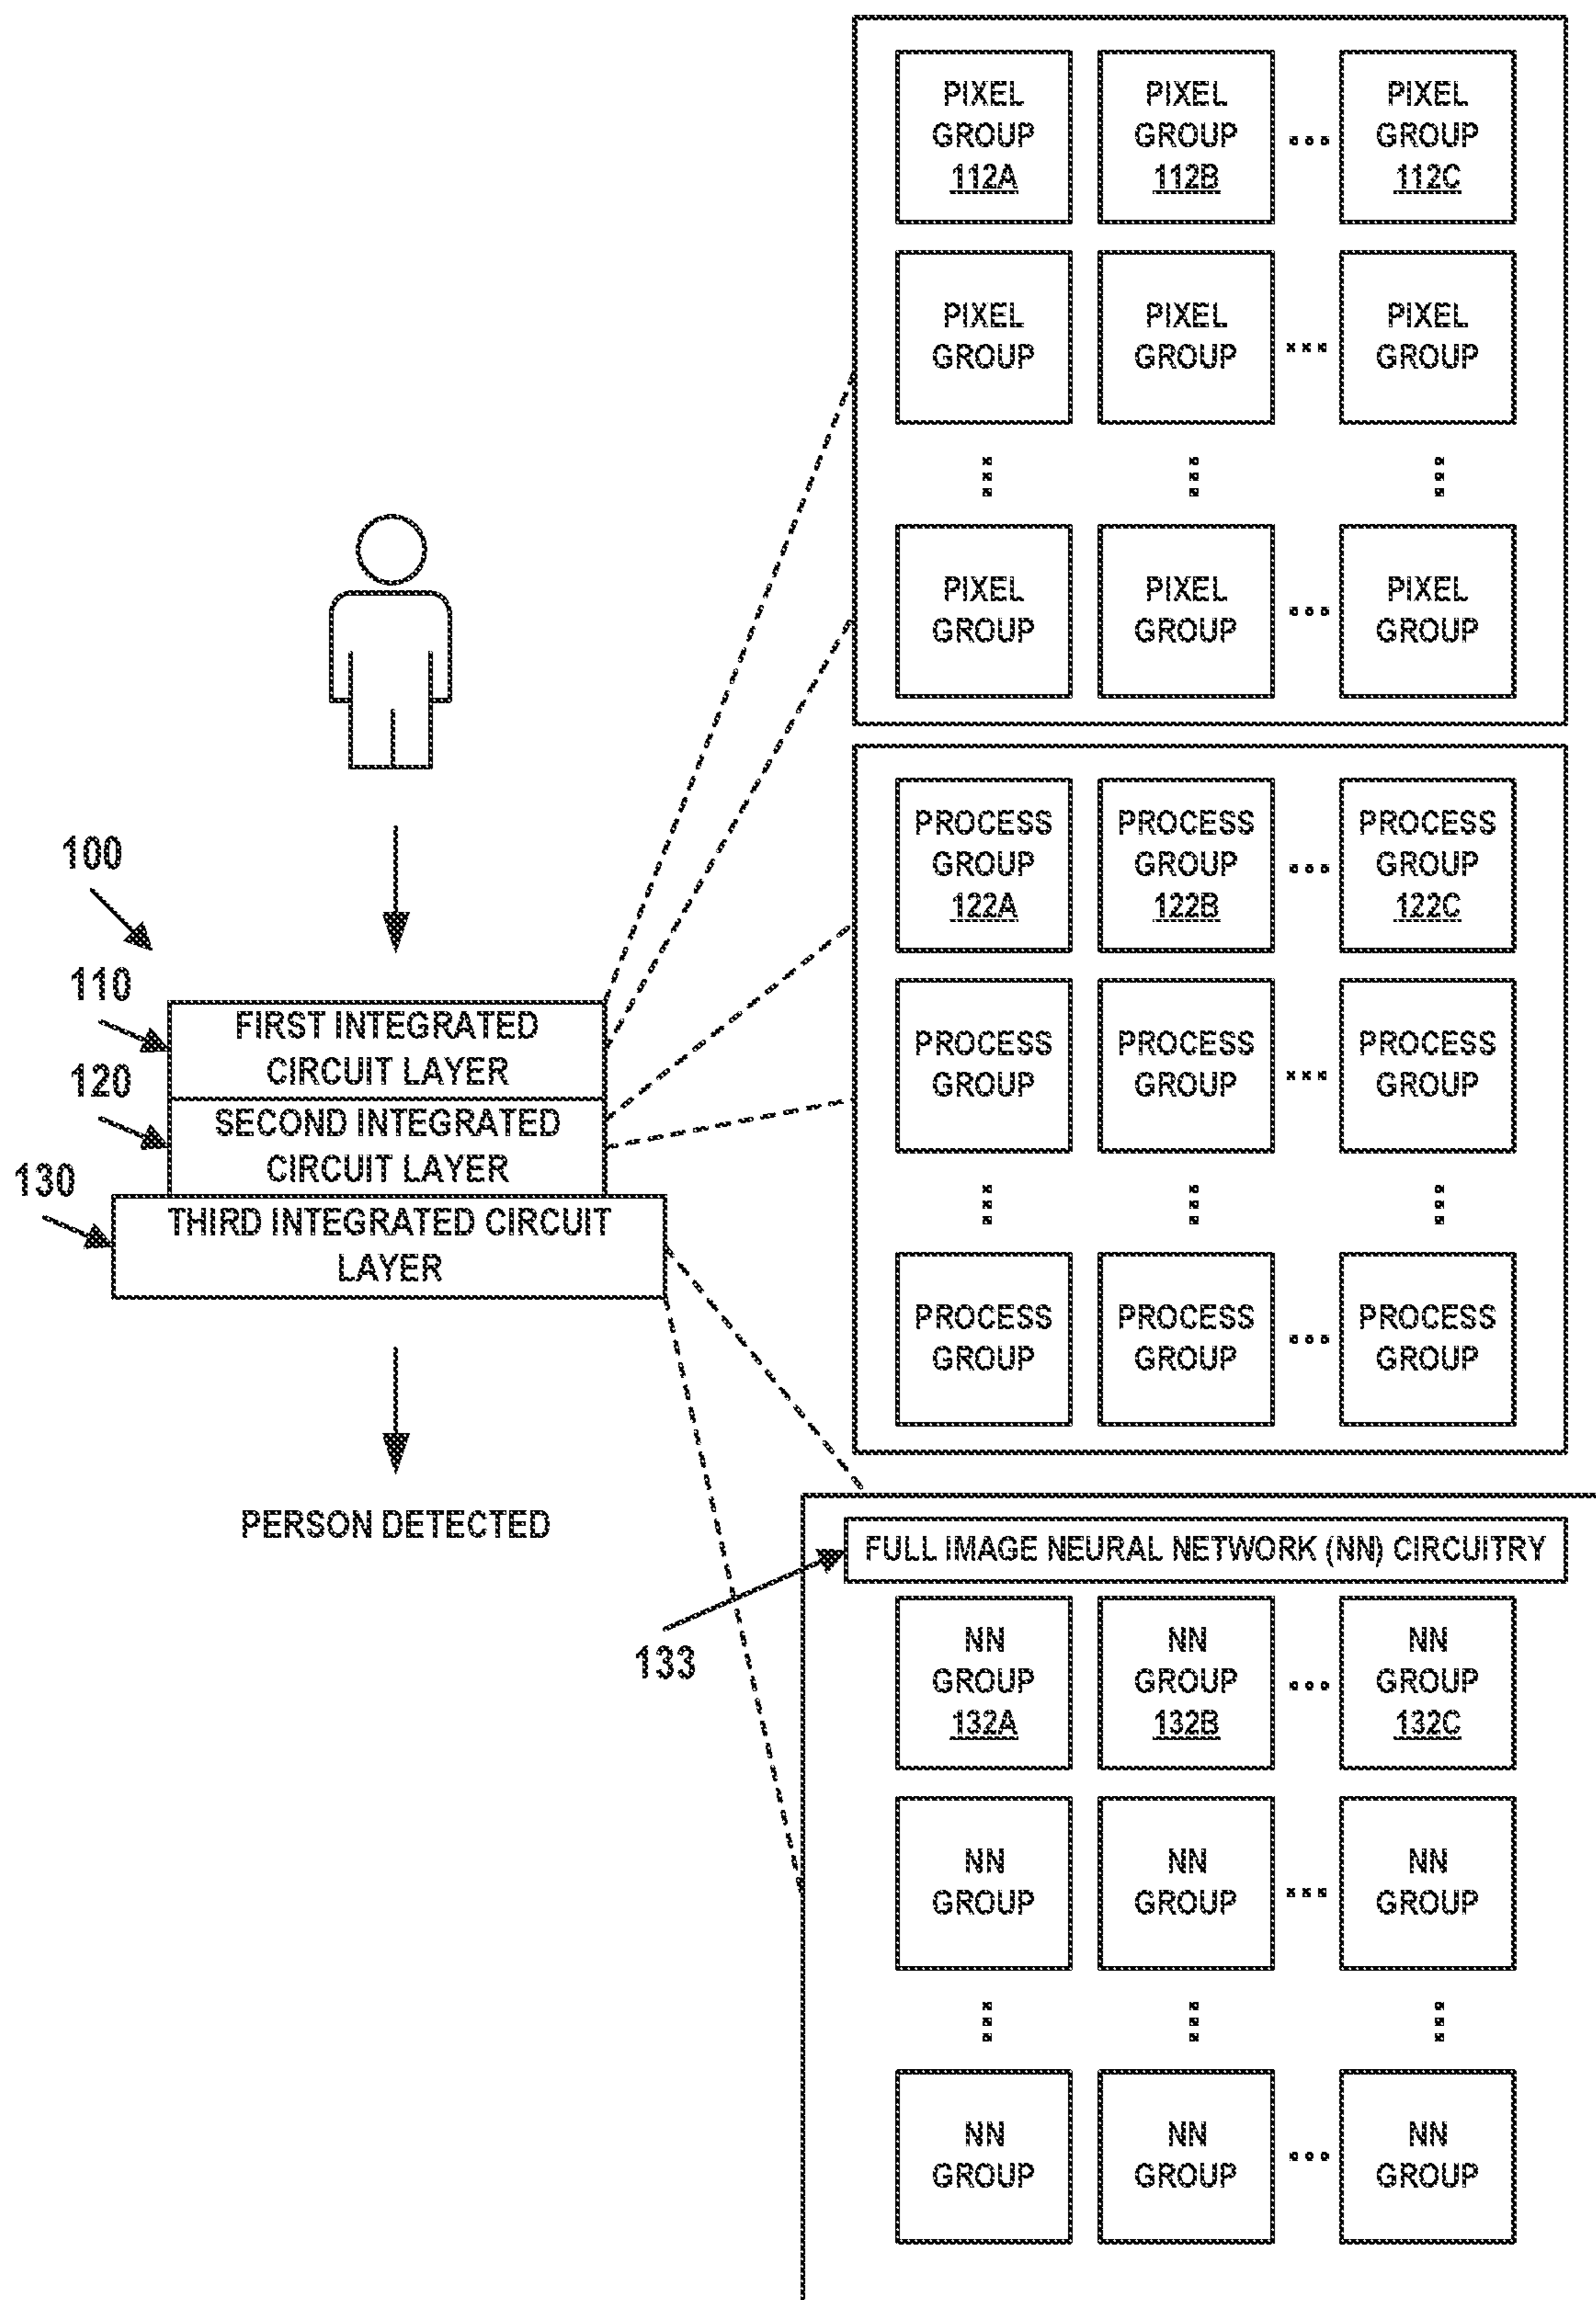 PIXEL
GROUP
112A
PIXEL
GROUP
112B
PIXEL
GROUP
112C
PIXEL
GROUP
PIXEL
GROUP
PIXEL
GROUP
PIXEL
GROUP
PIXEL
GROUP
PIXEL
GROUP
100
110
FIRST INTEGRATED
CIRCUIT LAYER
120
SECOND INTEGRATED
CIRCUIT LAYER
130
THIRD INTEGRATED CIRCUIT
LAYER
PERSON DETECTED
PROCESS
GROUP
122A
PROCESS
GROUP
122B
PROCESS
GROUP
122C
PROCESS
GROUP
PROCESS
GROUP
PROCESS
GROUP
PROCESS
GROUP
PROCESS
GROUP
PROCESS
GROUP
FULL IMAGE NEURAL NETWORK (NN) CIRCUITRY
133
NN
GROUP
132A
NN
GROUP
132B
NN
GROUP
132C
NN
GROUP
NN
GROUP
NN
GROUP
NN
GROUP
NN
GROUP
NN
GROUP